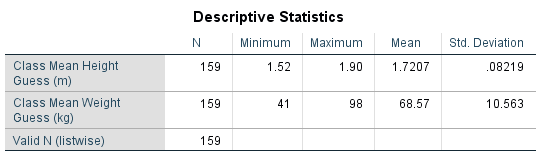 Descriptive Statistics
N Minimum Maximum Mean Std. Deviation
Class Mean Height
Guess (m) 159 1.52 1.90 1.7207 .08219
Class Mean Weight
Guess (kg) 159 41 98 68.57 10.563
Valid N (listwise) 159